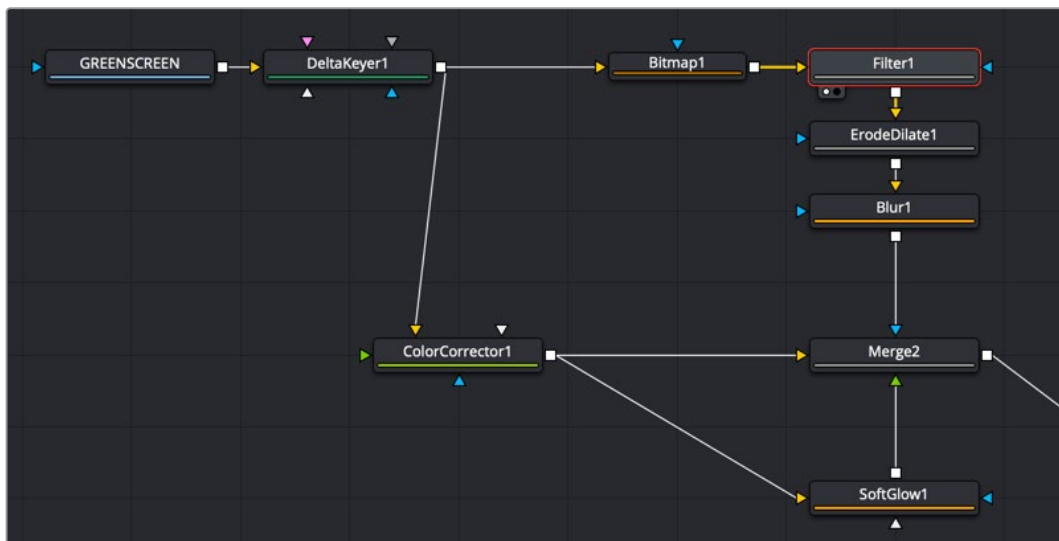 GREENSCREEN
DeltaKeyer1
Bitmap1
Filter1
ErodeDilate1
Blur1
ColorCorrector1
Merge2
SoftGlow1